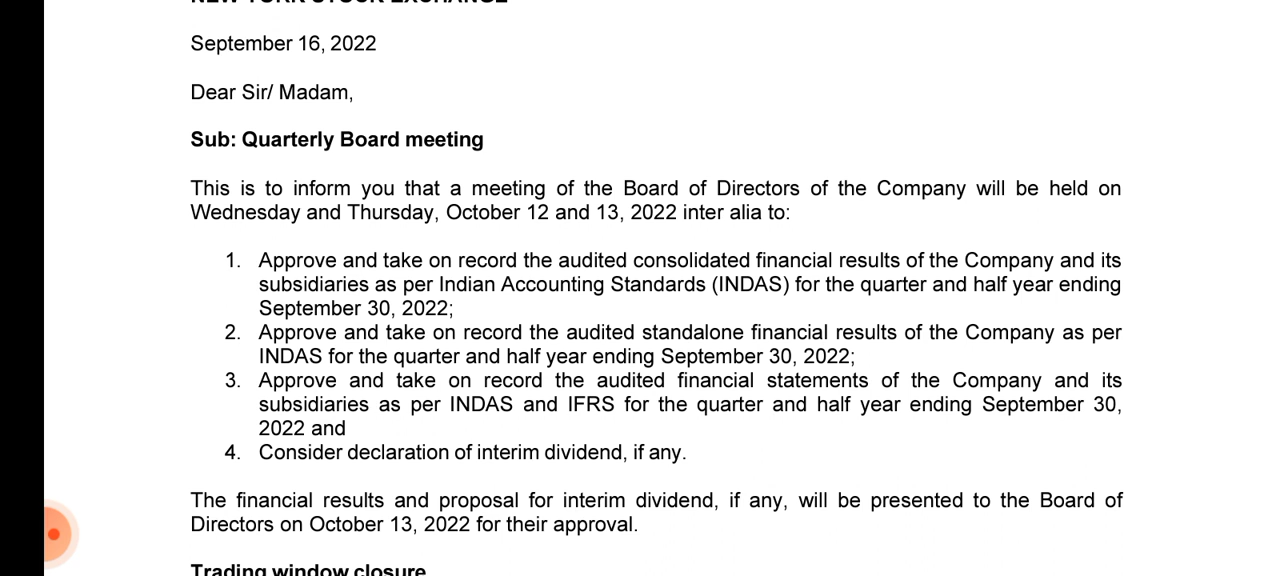 NEW YORK STOCK EXCHANGE
September 16, 2022
Dear Sir/ Madam,
Sub: Quarterly Board meeting
This is to inform you that a meeting of the Board of Directors of the Company will be held on
Wednesday and Thursday, October 12 and 13, 2022 inter alia to:
1. Approve and take on record the audited consolidated financial results of the Company and its
subsidiaries as per Indian Accounting Standards (INDAS) for the quarter and half year ending
September 30, 2022;
2. Approve and take on record the audited standalone financial results of the Company as per
INDAS for the quarter and half year ending September 30, 2022;
3. Approve and take on record the audited financial statements of the Company and its
subsidiaries as per INDAS and IFRS for the quarter and half year ending September 30,
2022 and
4. Consider declaration of interim dividend, if any.
The financial results and proposal for interim dividend, if any, will be presented to the Board of
Directors on October 13, 2022 for their approval.
Trading window closure